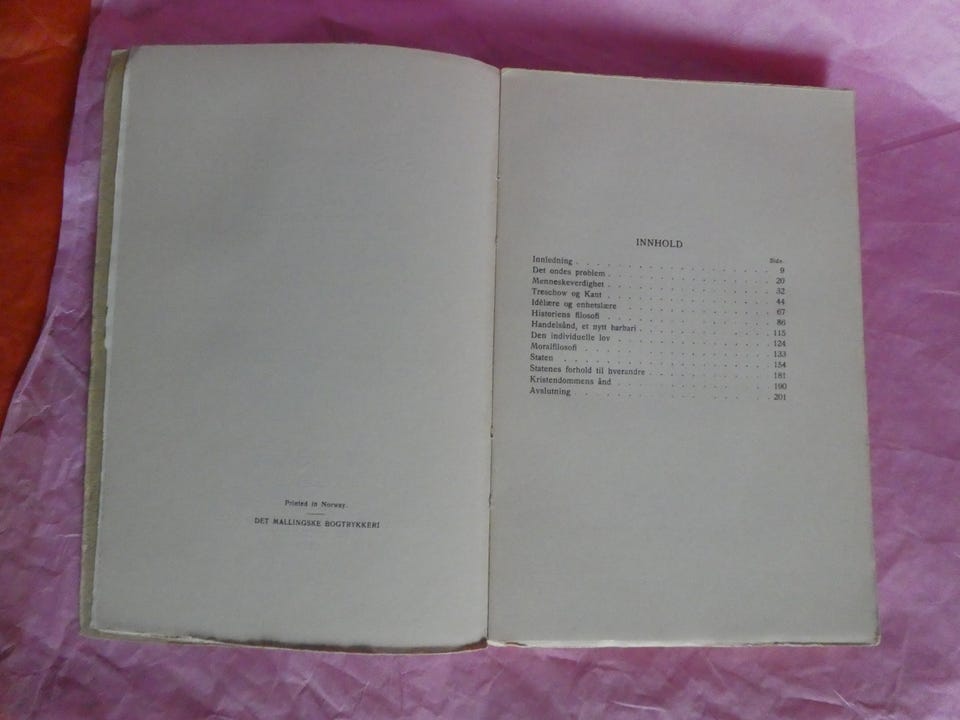 Printed in Norway.
DET MALLINGSKE BOGTRYKKERI
INNHOLD
Side
Innledning 9
Det ondes problem 20
Menneskeverdighet 32
Treschow og Kant 44
Idélære og enhetslære 67
Historiens filosofi 86
Handelsånd, et nytt barbari 115
Den individuelle lov 124
Moralfilosofi 133
Staten 154
Statenes forhold til hverandre 181
Kristendommens ånd 190
Avslutning 201